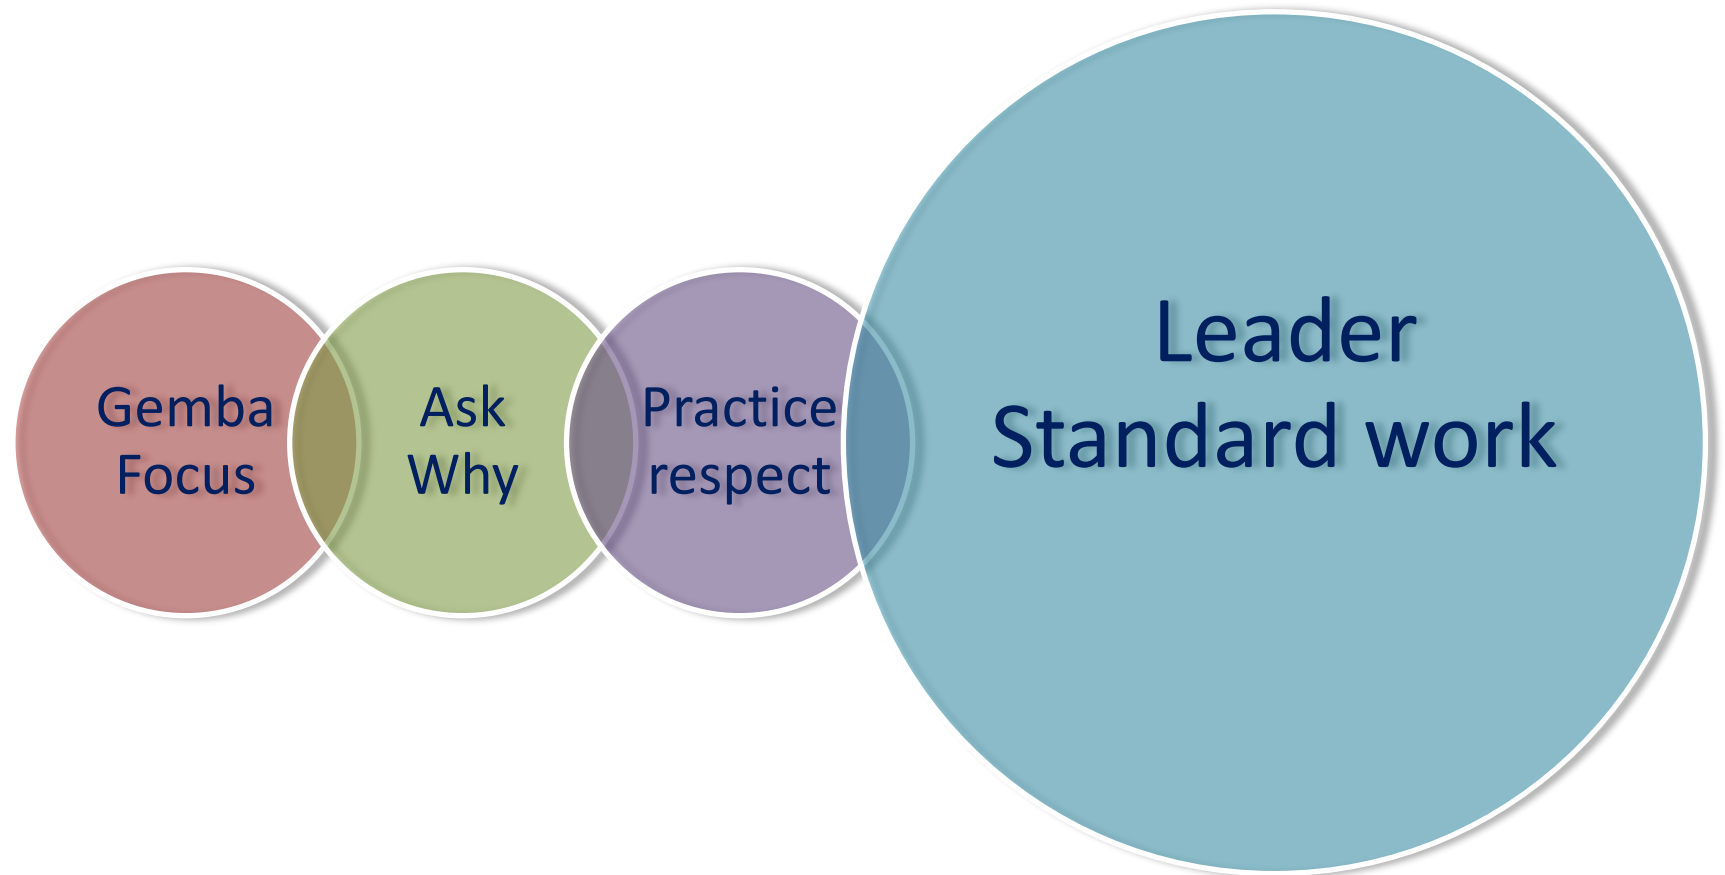 Gemba
Focus
Ask
Why
Practice
respect
Leader
Standard work